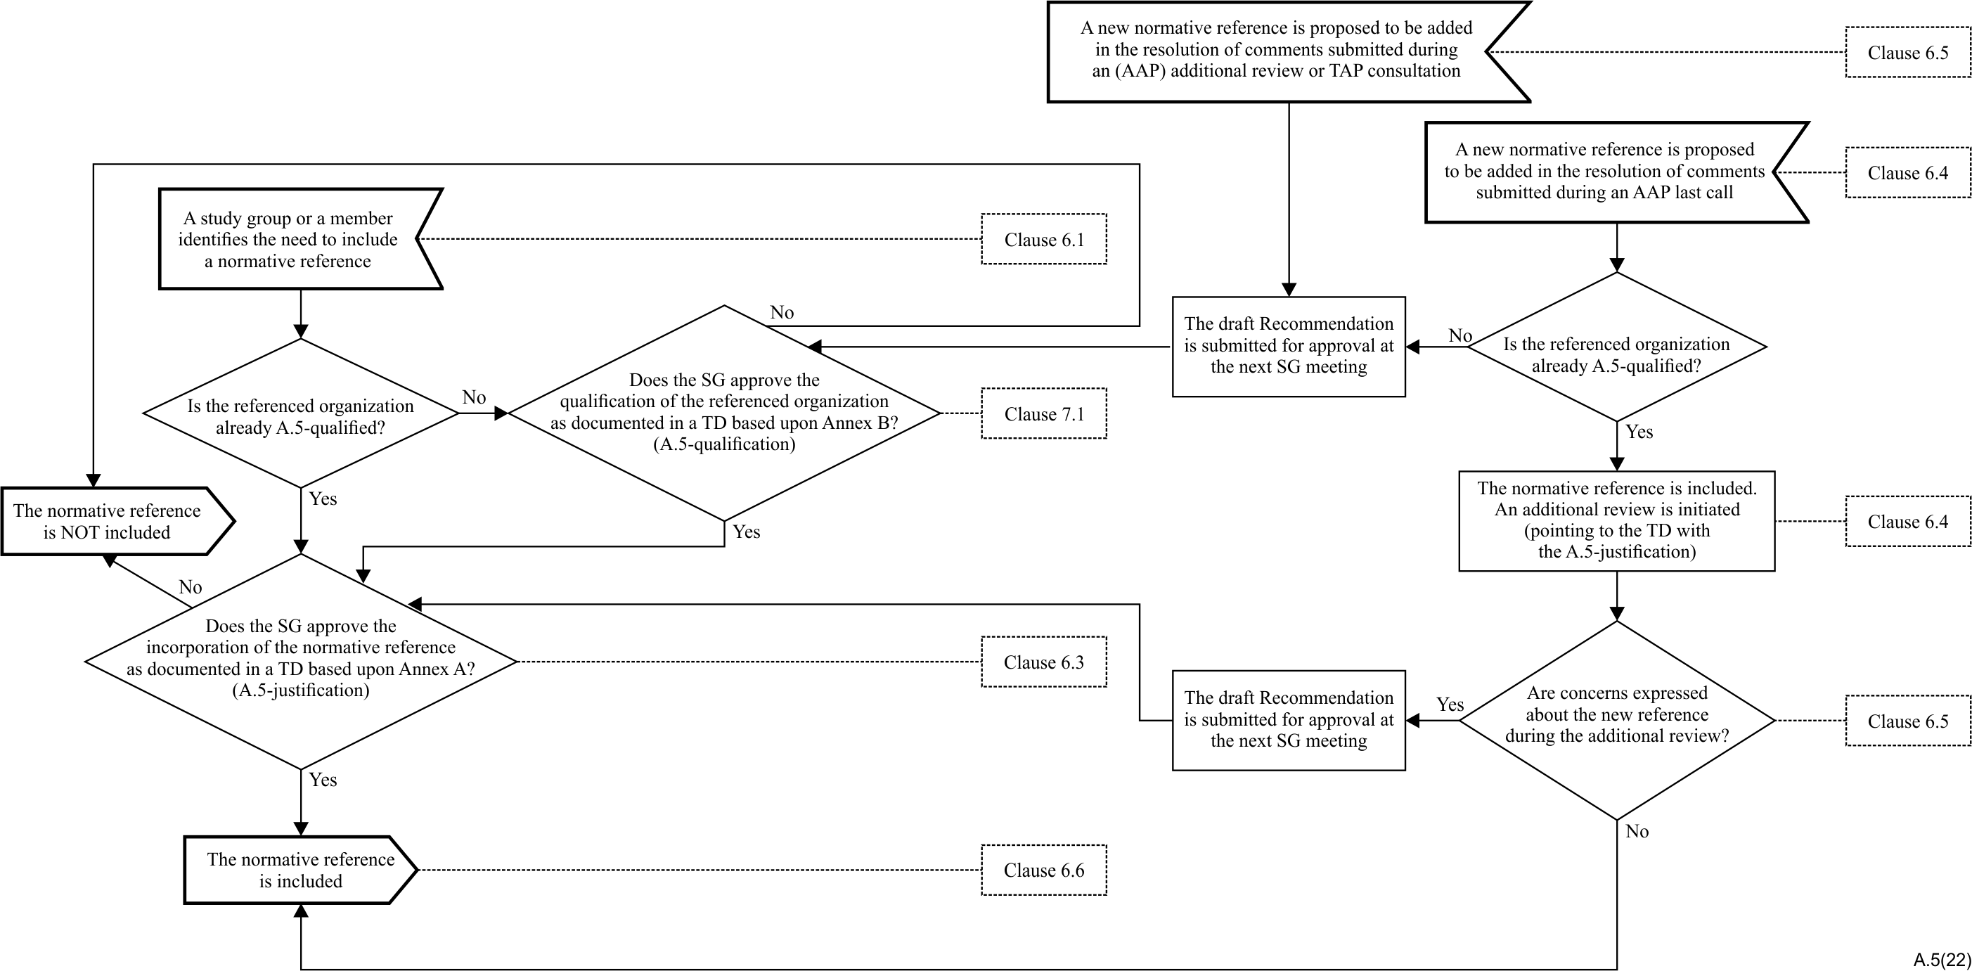 A new normative reference is proposed to be added
in the resolution of comments submitted during
an (AAP) additional review or TAP consultation
Clause 6.5
A new normative reference is proposed
to be added in the resolution of comments
submitted during an AAP last call
Clause 6.4
A study group or a member
identifies the need to include
a normative reference
Clause 6.1
No
The draft Recommendation
is submitted for approval at
the next SG meeting
No
Is the referenced organization
already A.5-qualified?
Is the referenced organization
already A.5-qualified?
No
Does the SG approve the
qualification of the referenced organization
as documented in a TD based upon Annex B?
(A.5-qualification)
Clause 7.1
Yes
Yes
Yes
The normative reference
is NOT included
The normative reference is included.
An additional review is initiated
(pointing to the TD with
the A.5-justification)
Clause 6.4
No
Does the SG approve the
incorporation of the normative reference
as documented in a TD based upon Annex A?
(A.5-justification)
Clause 6.3
The draft Recommendation
is submitted for approval at
the next SG meeting
Yes
Are concerns expressed
about the new reference
during the additional review?
Clause 6.5
Yes
No
The normative reference
is included
Clause 6.6
A.5(22)